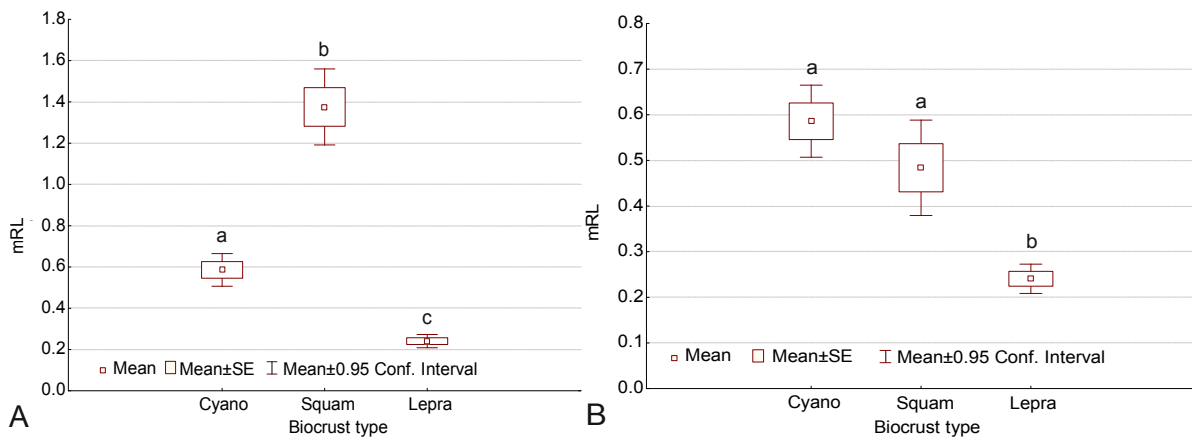 1.8
1.6
1.4
1.2
1.0
0.8
0.6
0.4
0.2
0.0
mRL
a
b
c
Mean Mean±SE Mean±0.95 Conf. Interval
Cyano Squam Lepra
Biocrust type
A
0.8
0.7
0.6
0.5
0.4
0.3
0.2
0.1
0.0
mRL
a
a
b
Mean Mean±SE Mean±0.95 Conf. Interval
Cyano Squam Lepra
Biocrust type
B